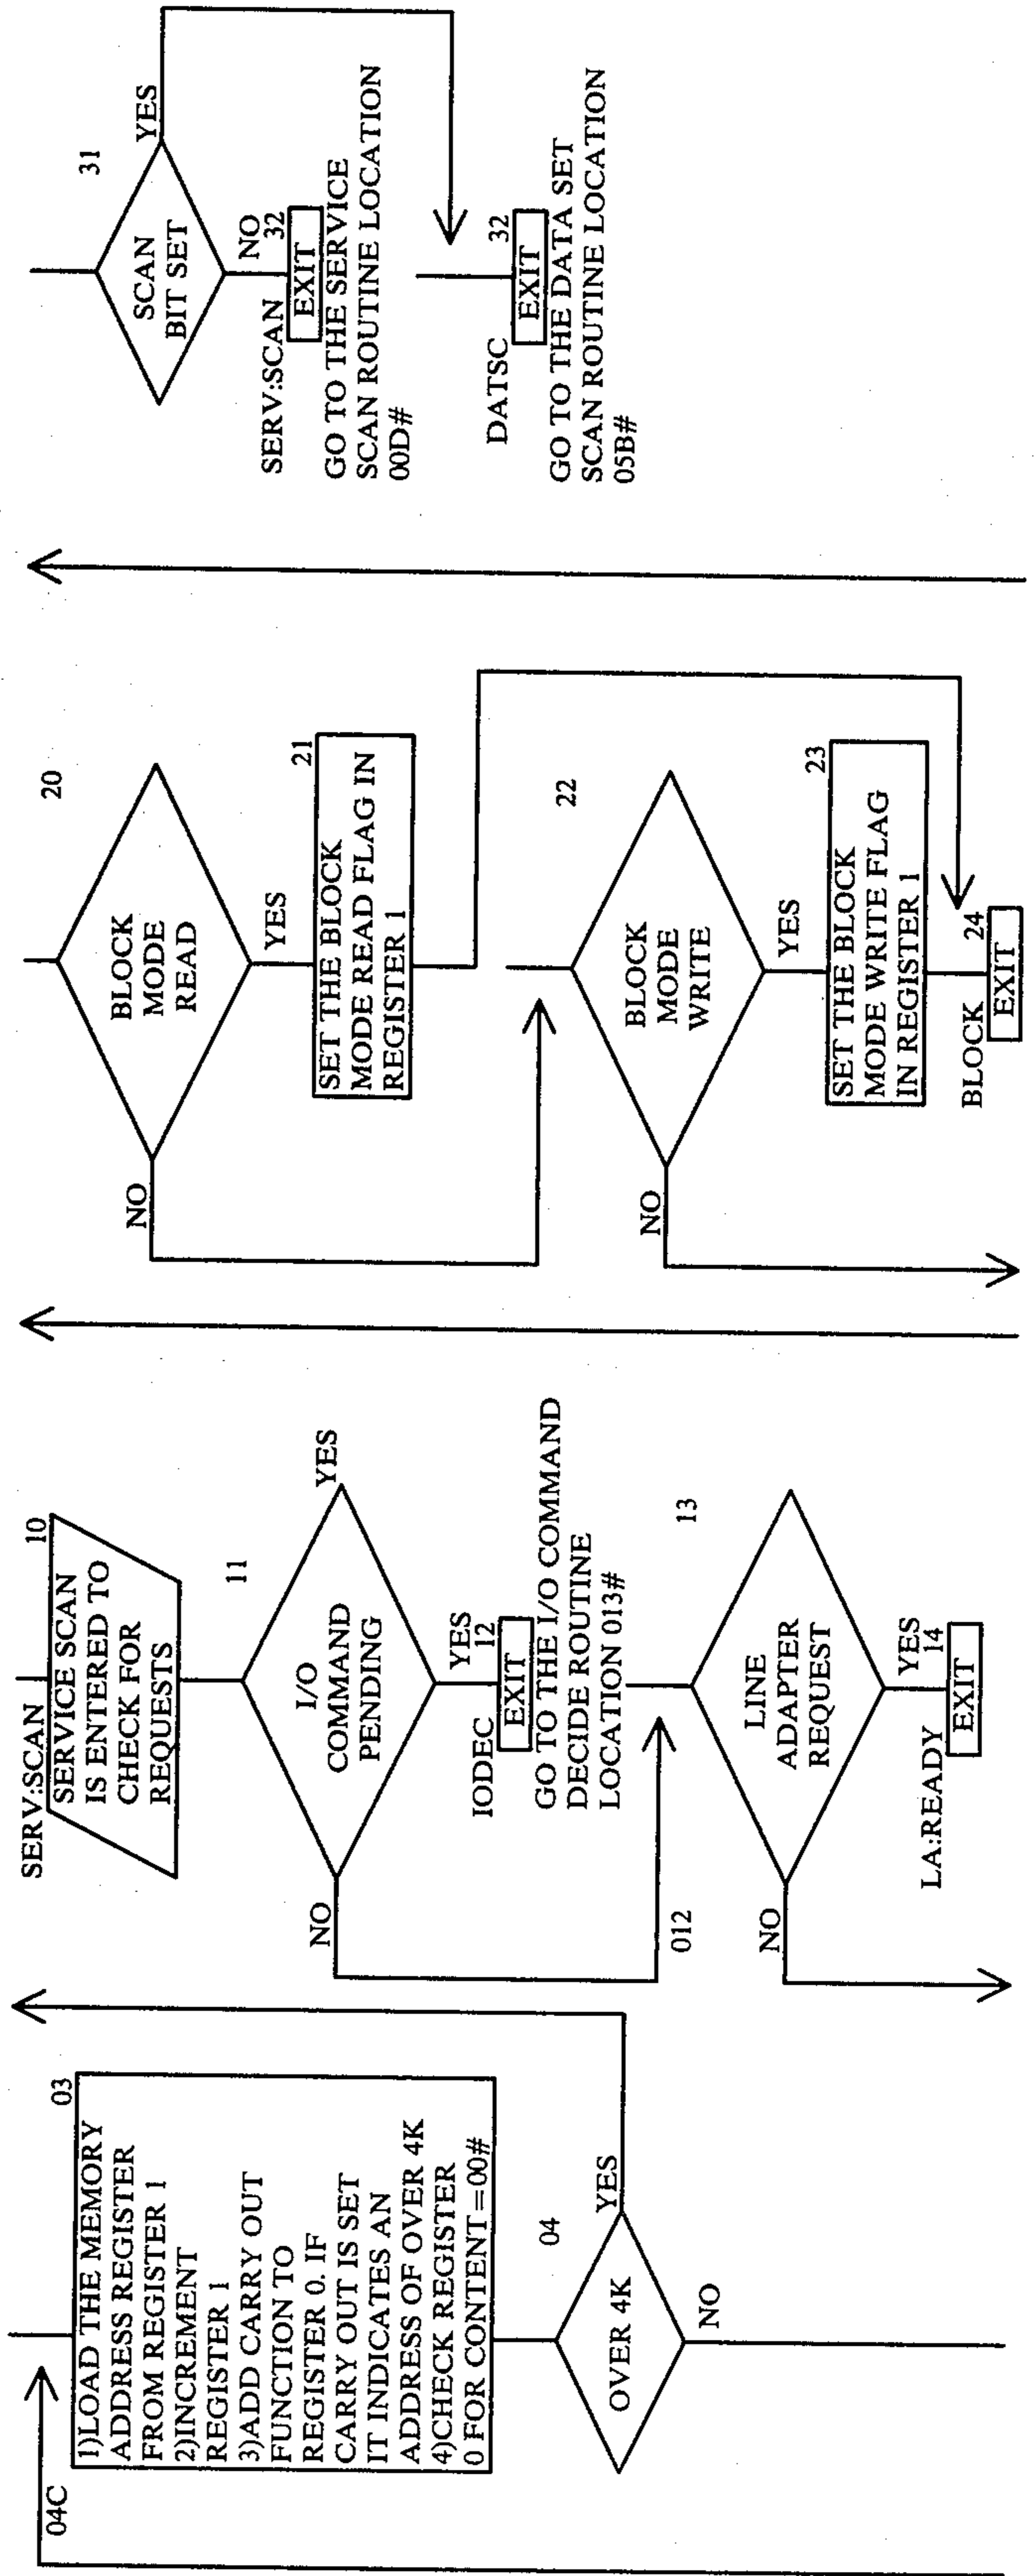 04C
03
1)LOAD THE MEMORY
ADDRESS REGISTER
FROM REGISTER 1
2)INCREMENT
REGISTER 1
3)ADD CARRY OUT
FUNCTION TO
REGISTER 0. IF
CARRY OUT IS SET
IT INDICATES AN
ADDRESS OF OVER 4K
4)CHECK REGISTER
0 FOR CONTENT=00#
04
OVER 4K
YES
NO
SERV:SCAN
10
SERVICE SCAN
IS ENTERED TO
CHECK FOR
REQUESTS
11
I/O
COMMAND
PENDING
YES
NO
YES
IODEC
12
EXIT
GO TO THE I/O COMMAND
DECIDE ROUTINE
LOCATION 013#
012
13
LINE
ADAPTER
REQUEST
NO
YES
LA:READY
14
EXIT
20
BLOCK
MODE
READ
NO
YES
21
SET THE BLOCK
MODE READ FLAG IN
REGISTER 1
22
BLOCK
MODE
WRITE
NO
YES
23
SET THE BLOCK
MODE WRITE FLAG
IN REGISTER 1
BLOCK
24
EXIT
31
SCAN
BIT SET
YES
NO
SERV:SCAN
32
EXIT
GO TO THE SERVICE
SCAN ROUTINE LOCATION
00D#
DATSC
32
EXIT
GO TO THE DATA SET
SCAN ROUTINE LOCATION
05B#